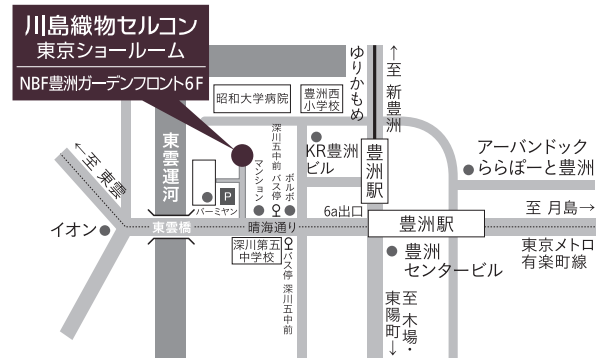 川島織物セルコン
東京ショールーム
NBF豊洲ガーデンフロント6F
昭和大学病院
豊洲西
小学校
ゆりかもめ
←至 新豊洲
KR豊洲
ビル
豊洲駅
アーバンドック
ららぽーと豊洲
東雲運河
深川五中前
バス停
マンション
ボルボ
P
バーミヤン
←至 東雲
イオン
東雲橋
晴海通り
6a出口
豊洲駅
至 月島→
東京メトロ
有楽町線
深川第五
中学校
バス停 深川五中前
豊洲
センタービル
至 木場・
東陽町→